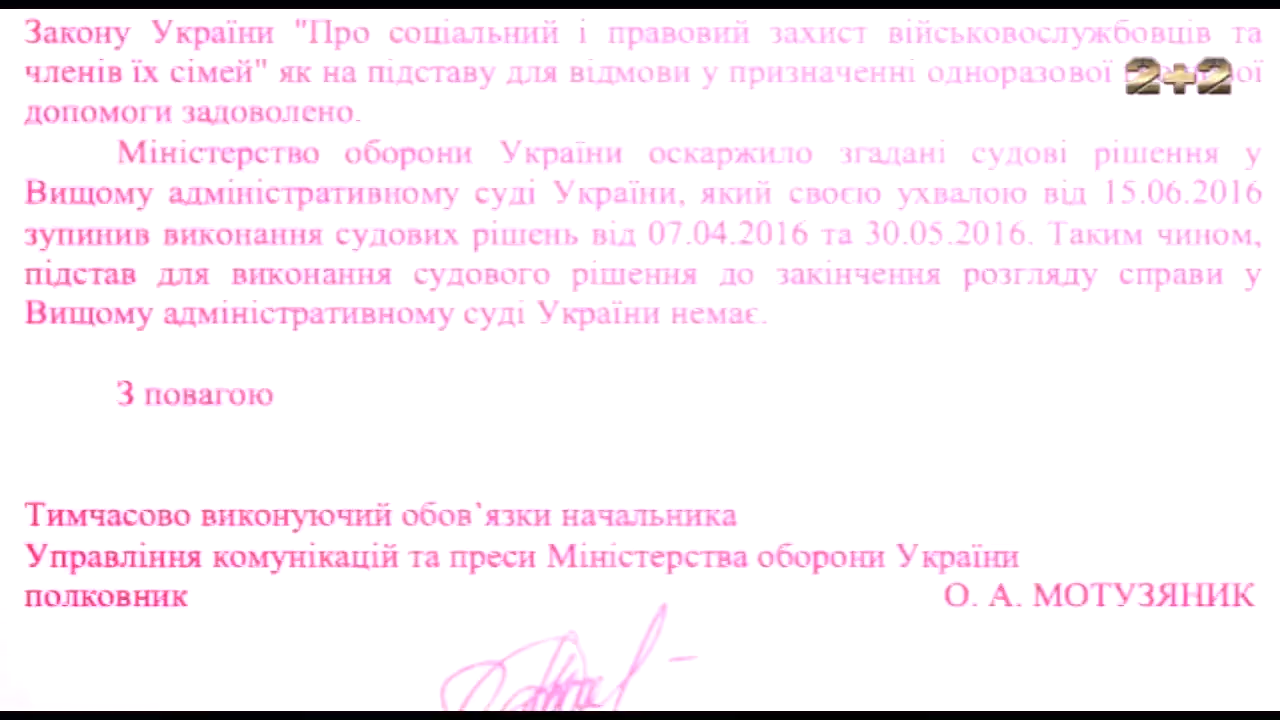 Закону України "Про соціальний і правовий захист військовослужбовців та
членів їх сімей" як на підставу для відмови у призначенні одноразової
2+2
допомоги задоволено.
Міністерство оборони України оскаржило згадані судові рішення у
Вищому адміністративному суді України, який своєю ухвалою від 15.06.2016
зупинив виконання судових рішень від 07.04.2016 та 30.05.2016. Таким чином,
підстав для виконання судового рішення до закінчення розгляду справи у
Вищому адміністративному суді України немає.
З повагою
Тимчасово виконуючий обов`язки начальника
Управління комунікацій та преси Міністерства оборони України
полковник О. А. МОТУЗЯНИК